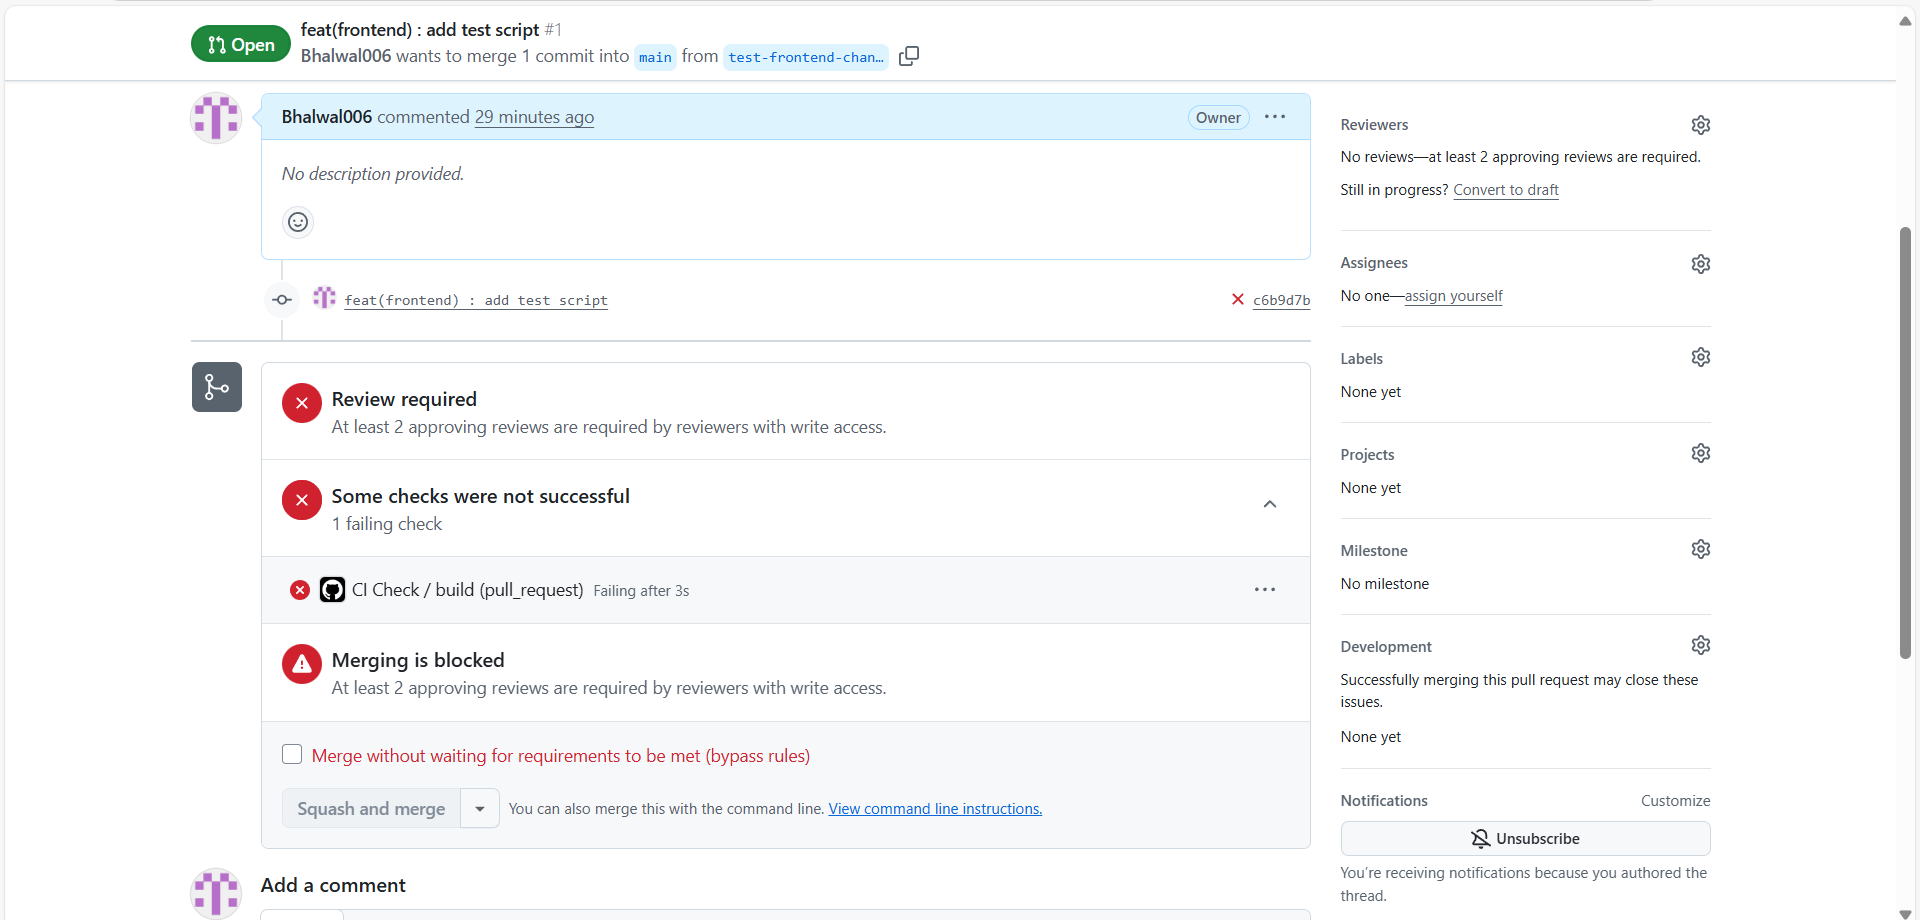 Open
feat(frontend) : add test script #1
Bhalwal006 wants to merge 1 commit into main from test-frontend-chan…
Bhalwal006 commented 29 minutes ago
Owner
No description provided.
feat(frontend) : add test script
c6b9d7b
Review required
At least 2 approving reviews are required by reviewers with write access.
Some checks were not successful
1 failing check
CI Check / build (pull_request) Failing after 3s
Merging is blocked
At least 2 approving reviews are required by reviewers with write access.
Merge without waiting for requirements to be met (bypass rules)
Squash and merge
You can also merge this with the command line. View command line instructions.
Add a comment
Reviewers
No reviews—at least 2 approving reviews are required.
Still in progress? Convert to draft
Assignees
No one—assign yourself
Labels
None yet
Projects
None yet
Milestone
No milestone
Development
Successfully merging this pull request may close these
issues.
None yet
Notifications
Customize
Unsubscribe
You're receiving notifications because you authored the
thread.